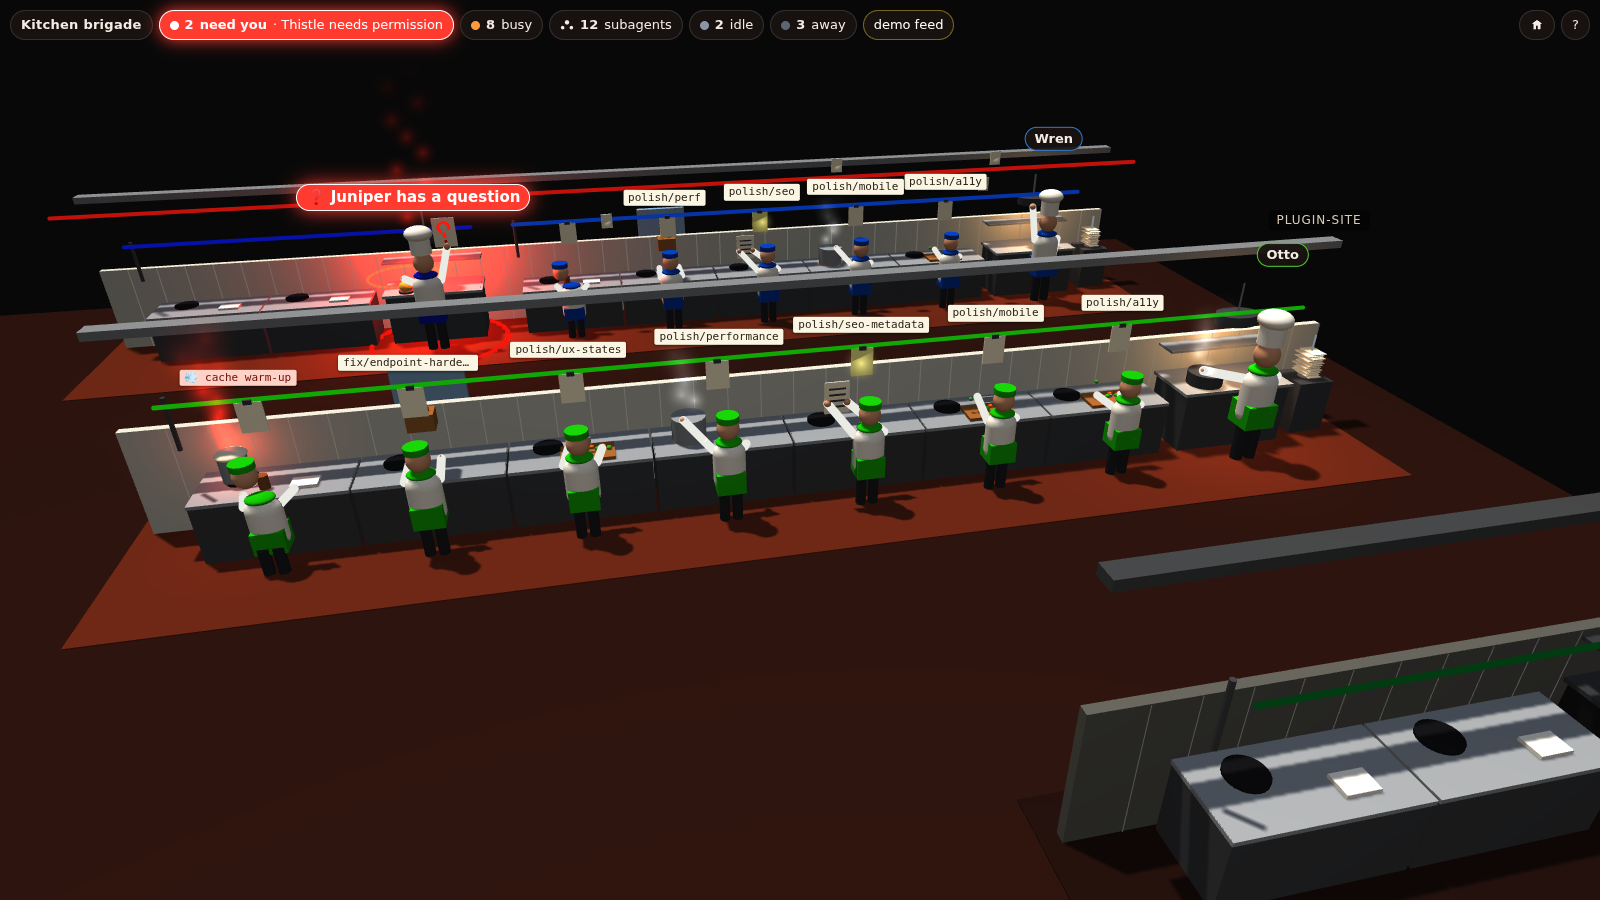 Kitchen brigade
2 need you · Thistle needs permission
8 busy
12 subagents
2 idle
3 away
demo feed
?
Wren
❓ Juniper has a question
polish/perf
polish/seo
polish/mobile
polish/a11y
PLUGIN-SITE
Otto
polish/a11y
polish/mobile
polish/seo-metadata
polish/performance
polish/ux-states
fix/endpoint-harde…
cache warm-up